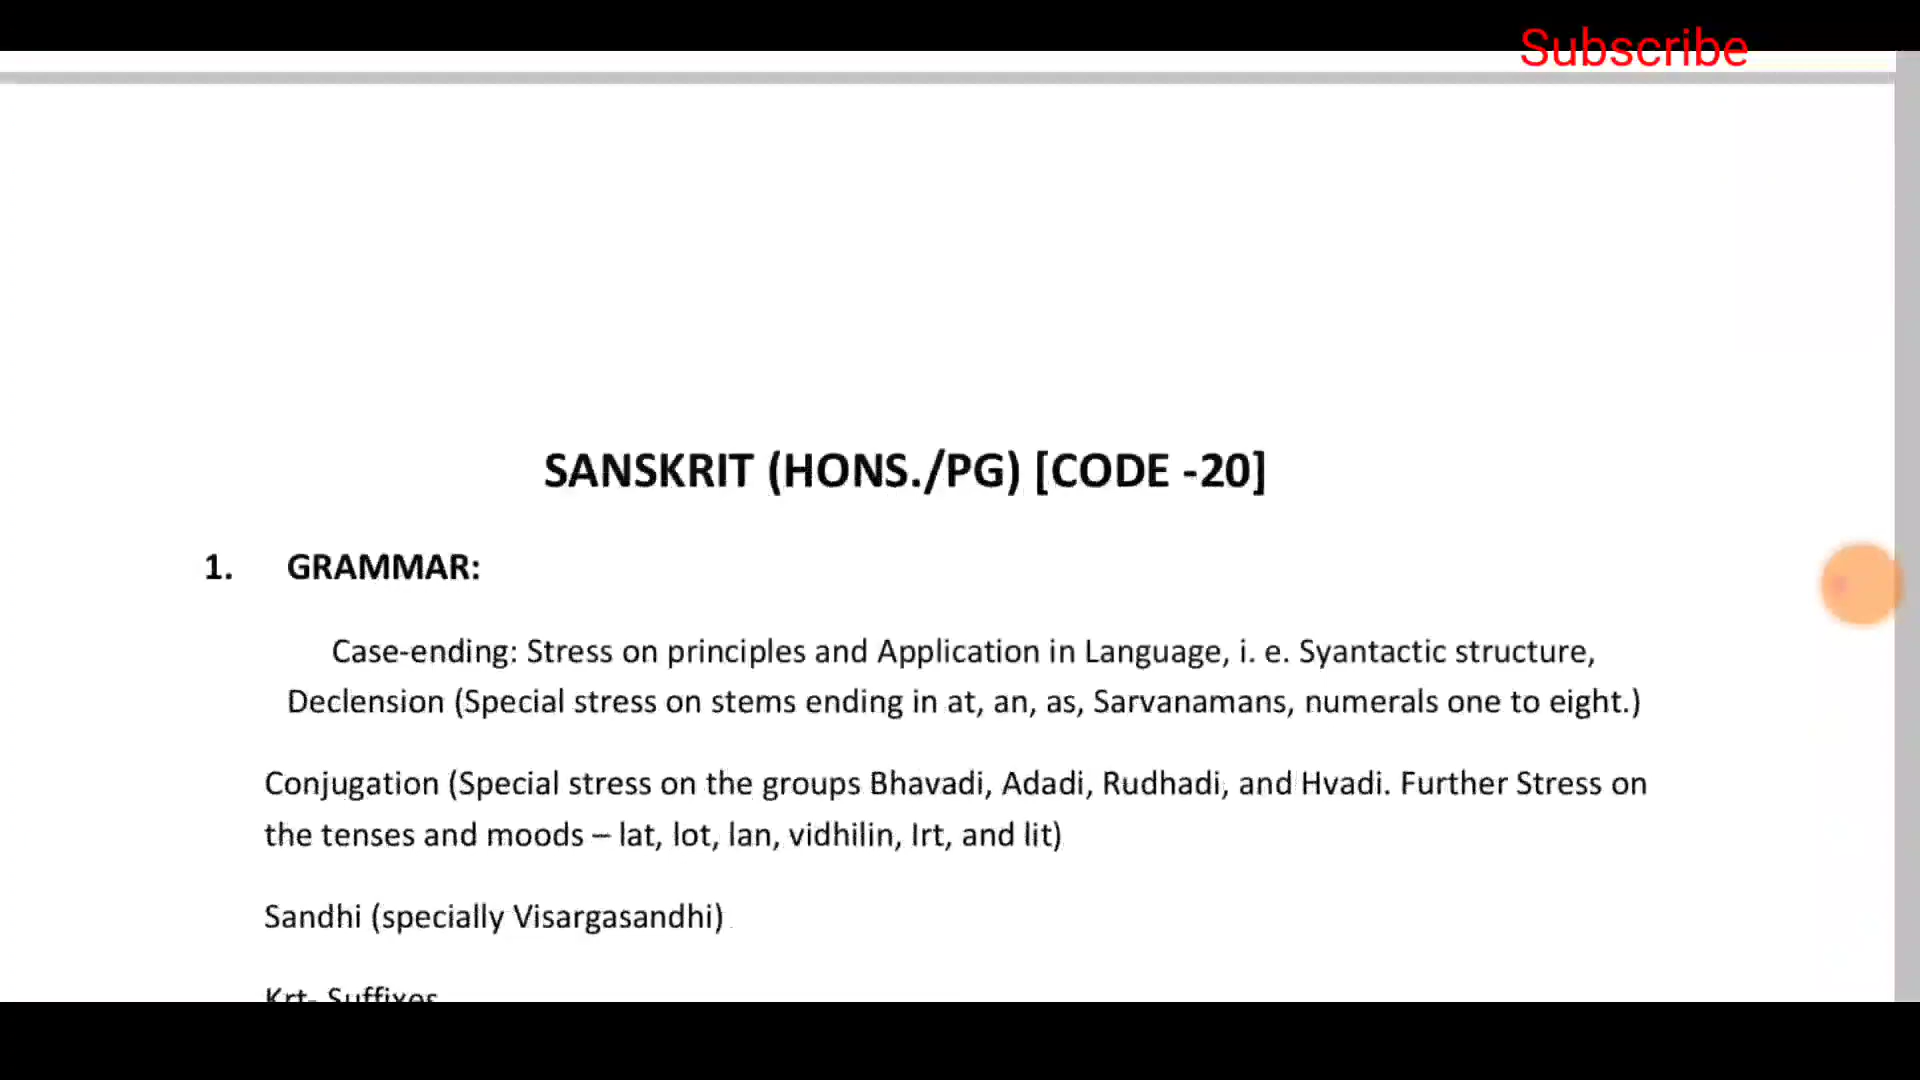 Subscribe
SANSKRIT (HONS./PG) [CODE -20]
1. GRAMMAR:
Case-ending: Stress on principles and Application in Language, i. e. Syantactic structure,
Declension (Special stress on stems ending in at, an, as, Sarvanamans, numerals one to eight.)
Conjugation (Special stress on the groups Bhavadi, Adadi, Rudhadi, and Hvadi. Further Stress on
the tenses and moods – lat, lot, lan, vidhilin, Irt, and lit)
Sandhi (specially Visargasandhi)
Krt- Suffixes